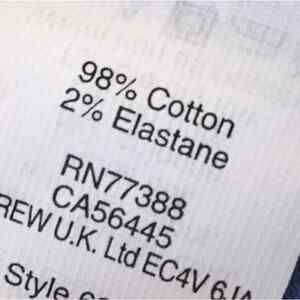 98% Cotton
2% Elastane
RN77388
CA56445
REW U.K. Ltd EC4V 6JA
Style